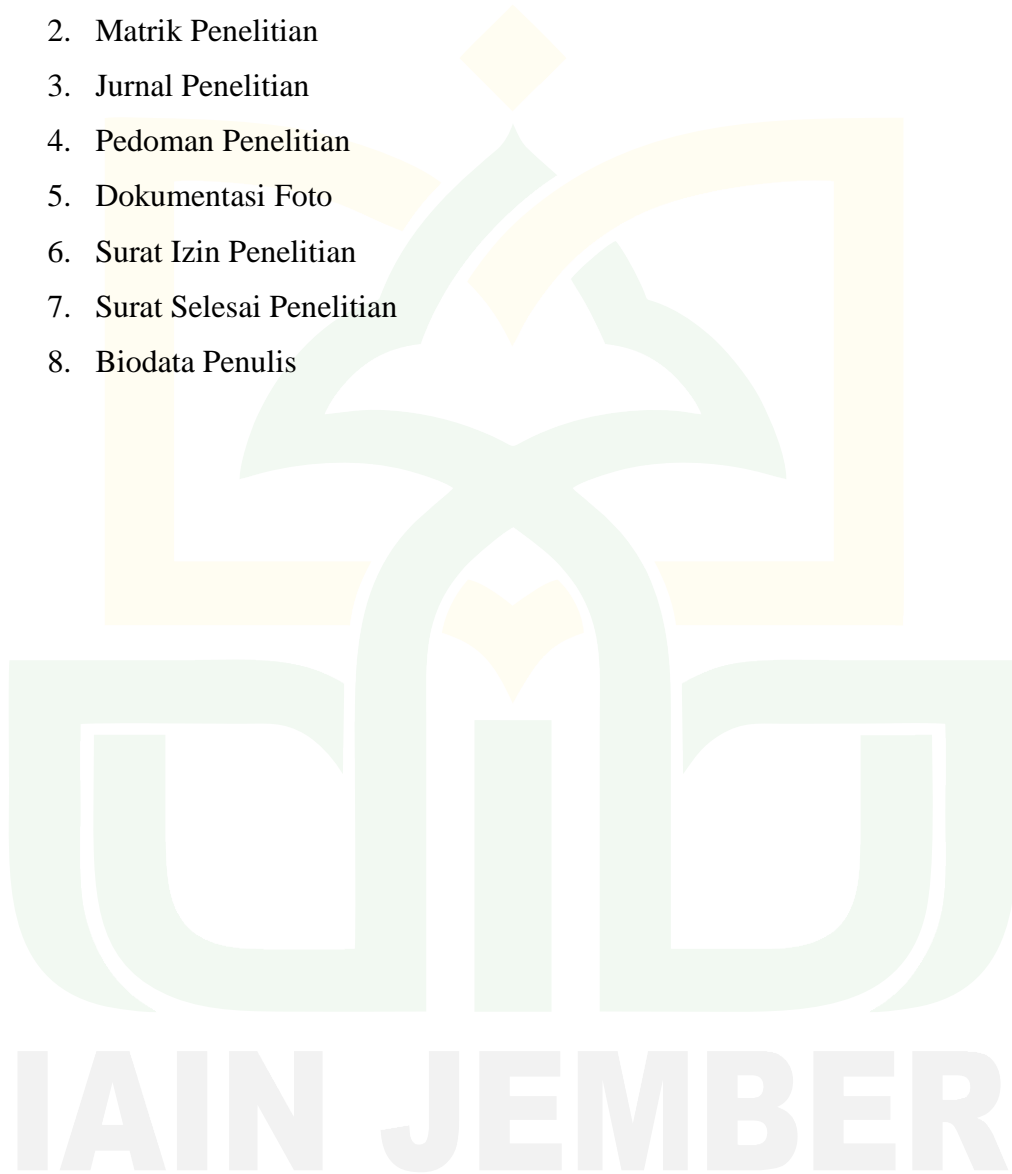 2. Matrik Penelitian
3. Jurnal Penelitian
4. Pedoman Penelitian
5. Dokumentasi Foto
6. Surat Izin Penelitian
7. Surat Selesai Penelitian
8. Biodata Penulis
IAIN JEMBER